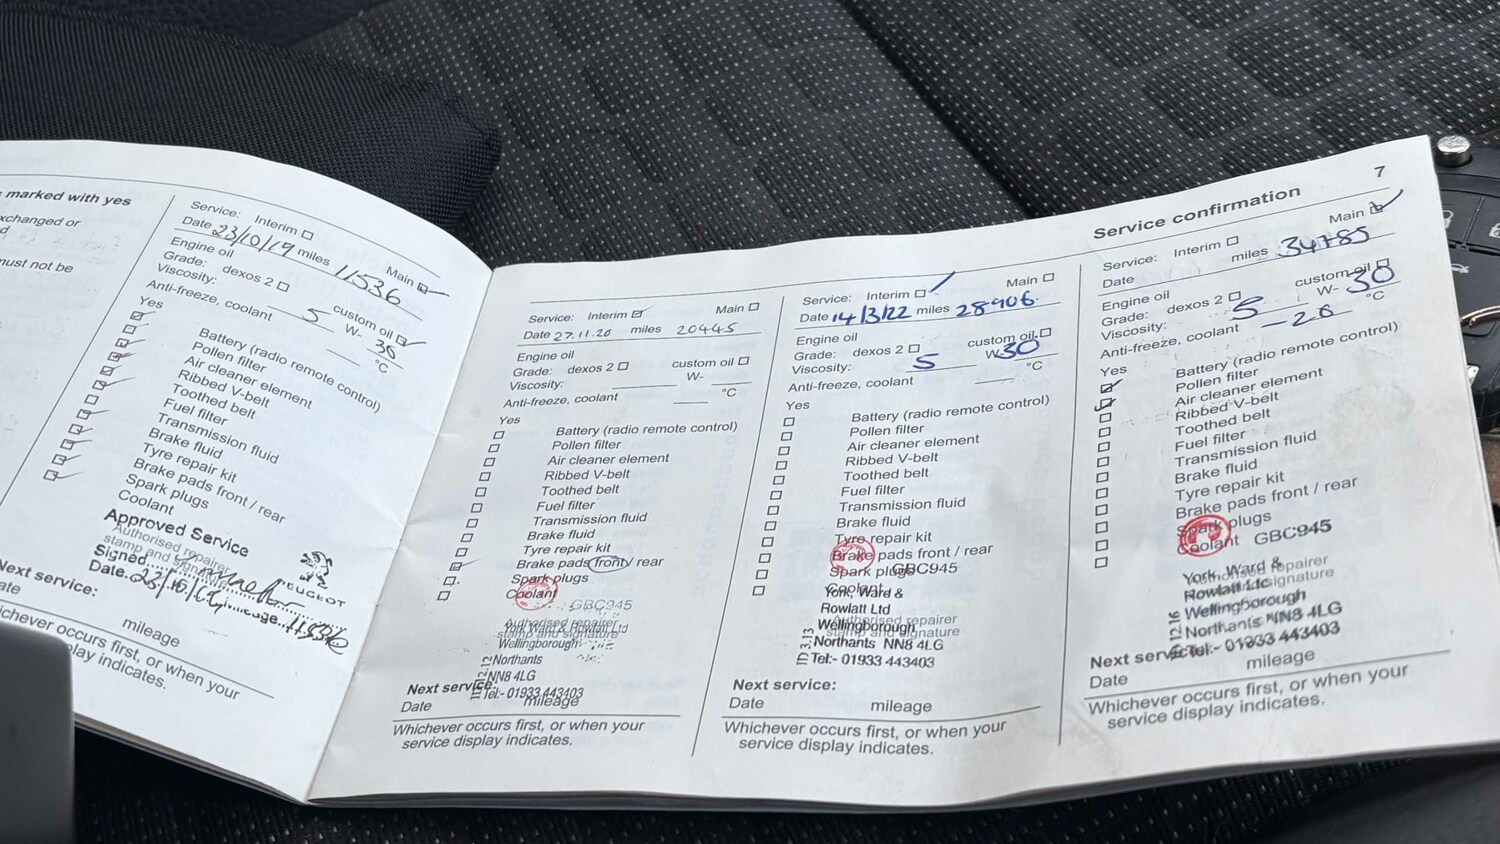 marked with yes
xchanged or
d
must not be
Next service:
ate
mileage
ichever occurs first, or when your
play indicates.
Service: Interim
Main
Date 23/10/19 miles 11536
Engine oil
Grade: dexos 2
custom oil
Viscosity: 5 W- 30
Anti-freeze, coolant °C
Yes
Battery (radio remote control)
Pollen filter
Air cleaner element
Ribbed V-belt
Toothed belt
Fuel filter
Transmission fluid
Brake fluid
Tyre repair kit
Brake pads front / rear
Spark plugs
Coolant
Approved Service
Authorised repairer
stamp and signature
Signed
PEUGEOT
Date 23/10/19 mileage 11536
Service: Interim Main
Date 27.11.20 miles 20445
Engine oil
Grade: dexos 2 custom oil
Viscosity: W-
Anti-freeze, coolant °C
Yes
Battery (radio remote control)
Pollen filter
Air cleaner element
Ribbed V-belt
Toothed belt
Fuel filter
Transmission fluid
Brake fluid
Tyre repair kit
Brake pads front/ rear
Spark plugs
Coolant
GBC945
Authorised repairer
stamp and signature
York Ward & Rowlatt Ltd
Wellingborough
Northants
NN8 4LG
Tel:- 01933 443403
Next service:
Date mileage
Whichever occurs first, or when your
service display indicates.
Service: Interim Main
Date 14/3/22 miles 28906
Engine oil
Grade: dexos 2 custom oil
Viscosity: 5 W 30
Anti-freeze, coolant °C
Yes
Battery (radio remote control)
Pollen filter
Air cleaner element
Ribbed V-belt
Toothed belt
Fuel filter
Transmission fluid
Brake fluid
Tyre repair kit
Brake pads front / rear
Spark plugs
Coolant
GBC945
York, Ward &
Rowlatt Ltd
Authorised repairer
stamp and signature
Wellingborough
Northants NN8 4LG
Tel:- 01933 443403
Next service:
Date mileage
Whichever occurs first, or when your
service display indicates.
7
Service confirmation
Service: Interim Main
Date miles 34785
Engine oil
Grade: dexos 2 custom oil
Viscosity: 5 W- 30
Anti-freeze, coolant -26 °C
Yes
Battery (radio remote control)
Pollen filter
Air cleaner element
Ribbed V-belt
Toothed belt
Fuel filter
Transmission fluid
Brake fluid
Tyre repair kit
Brake pads front / rear
Spark plugs
Coolant GBC945
Authorised repairer
stamp and signature
York, Ward &
Rowlatt Ltd
Wellingborough
Northants NN8 4LG
Tel:- 01933 443403
Next service:
Date mileage
Whichever occurs first, or when your
service display indicates.